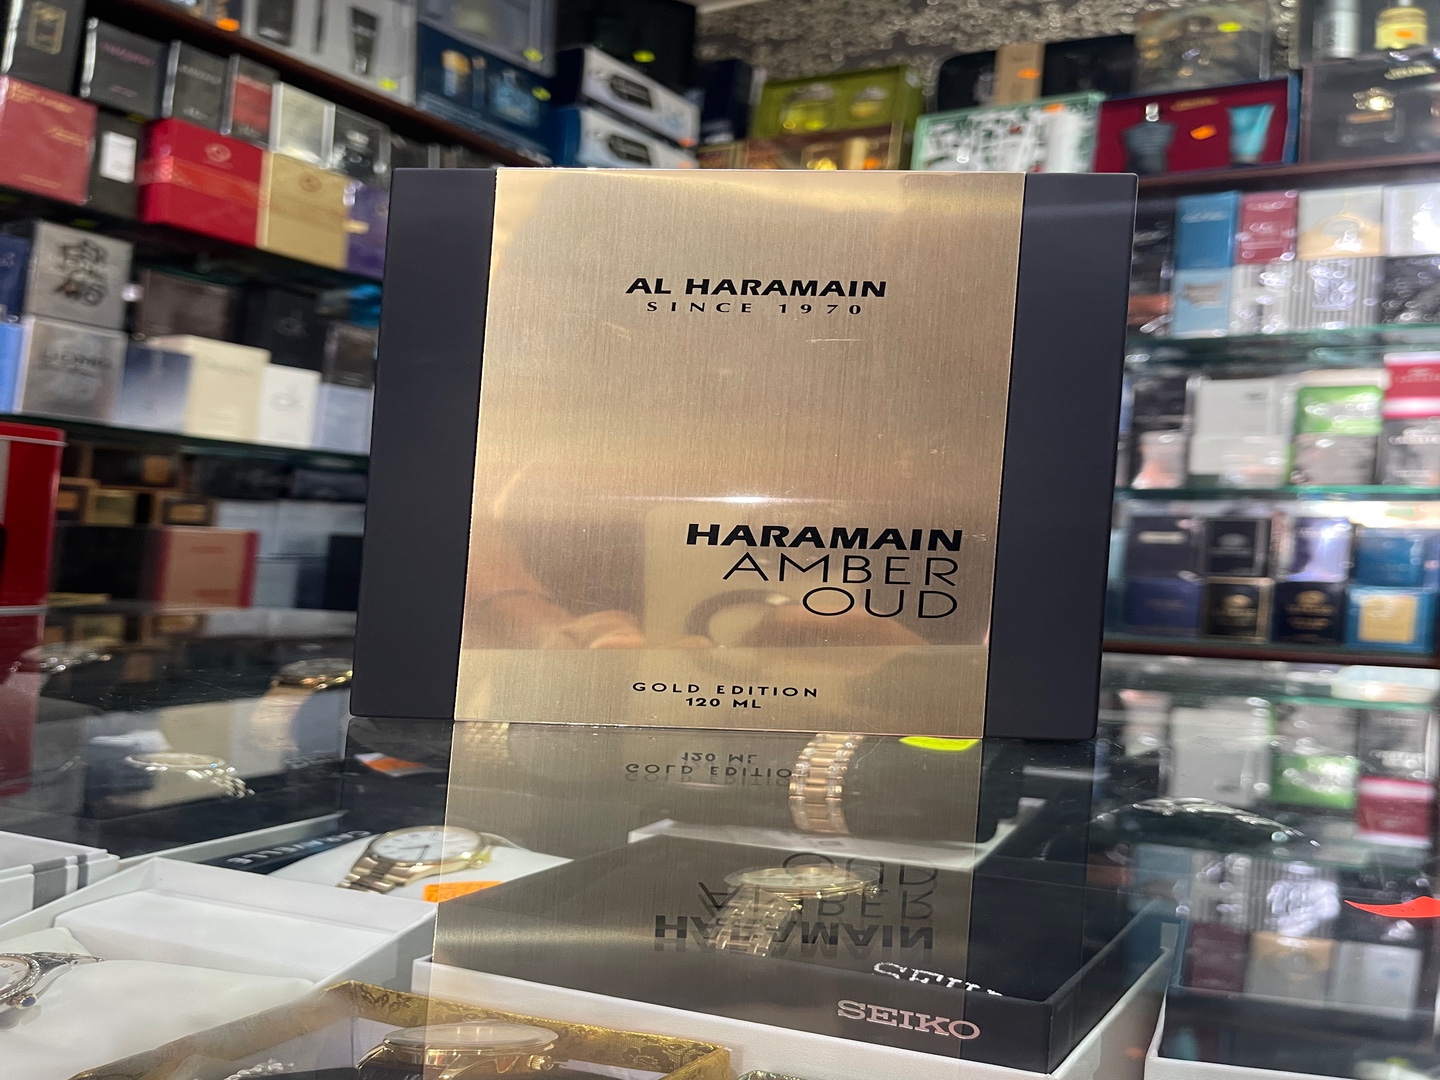 AL HARAMAIN
SINCE 1970
HARAMAIN
AMBER
OUD
GOLD EDITION
120 ML
SEIKO